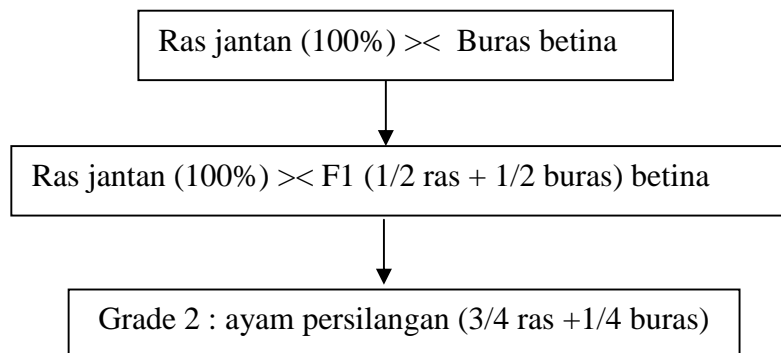 Ras jantan (100%) >< Buras betina
Ras jantan (100%) >< F1 (1/2 ras + 1/2 buras) betina
Grade 2 : ayam persilangan (3/4 ras +1/4 buras)